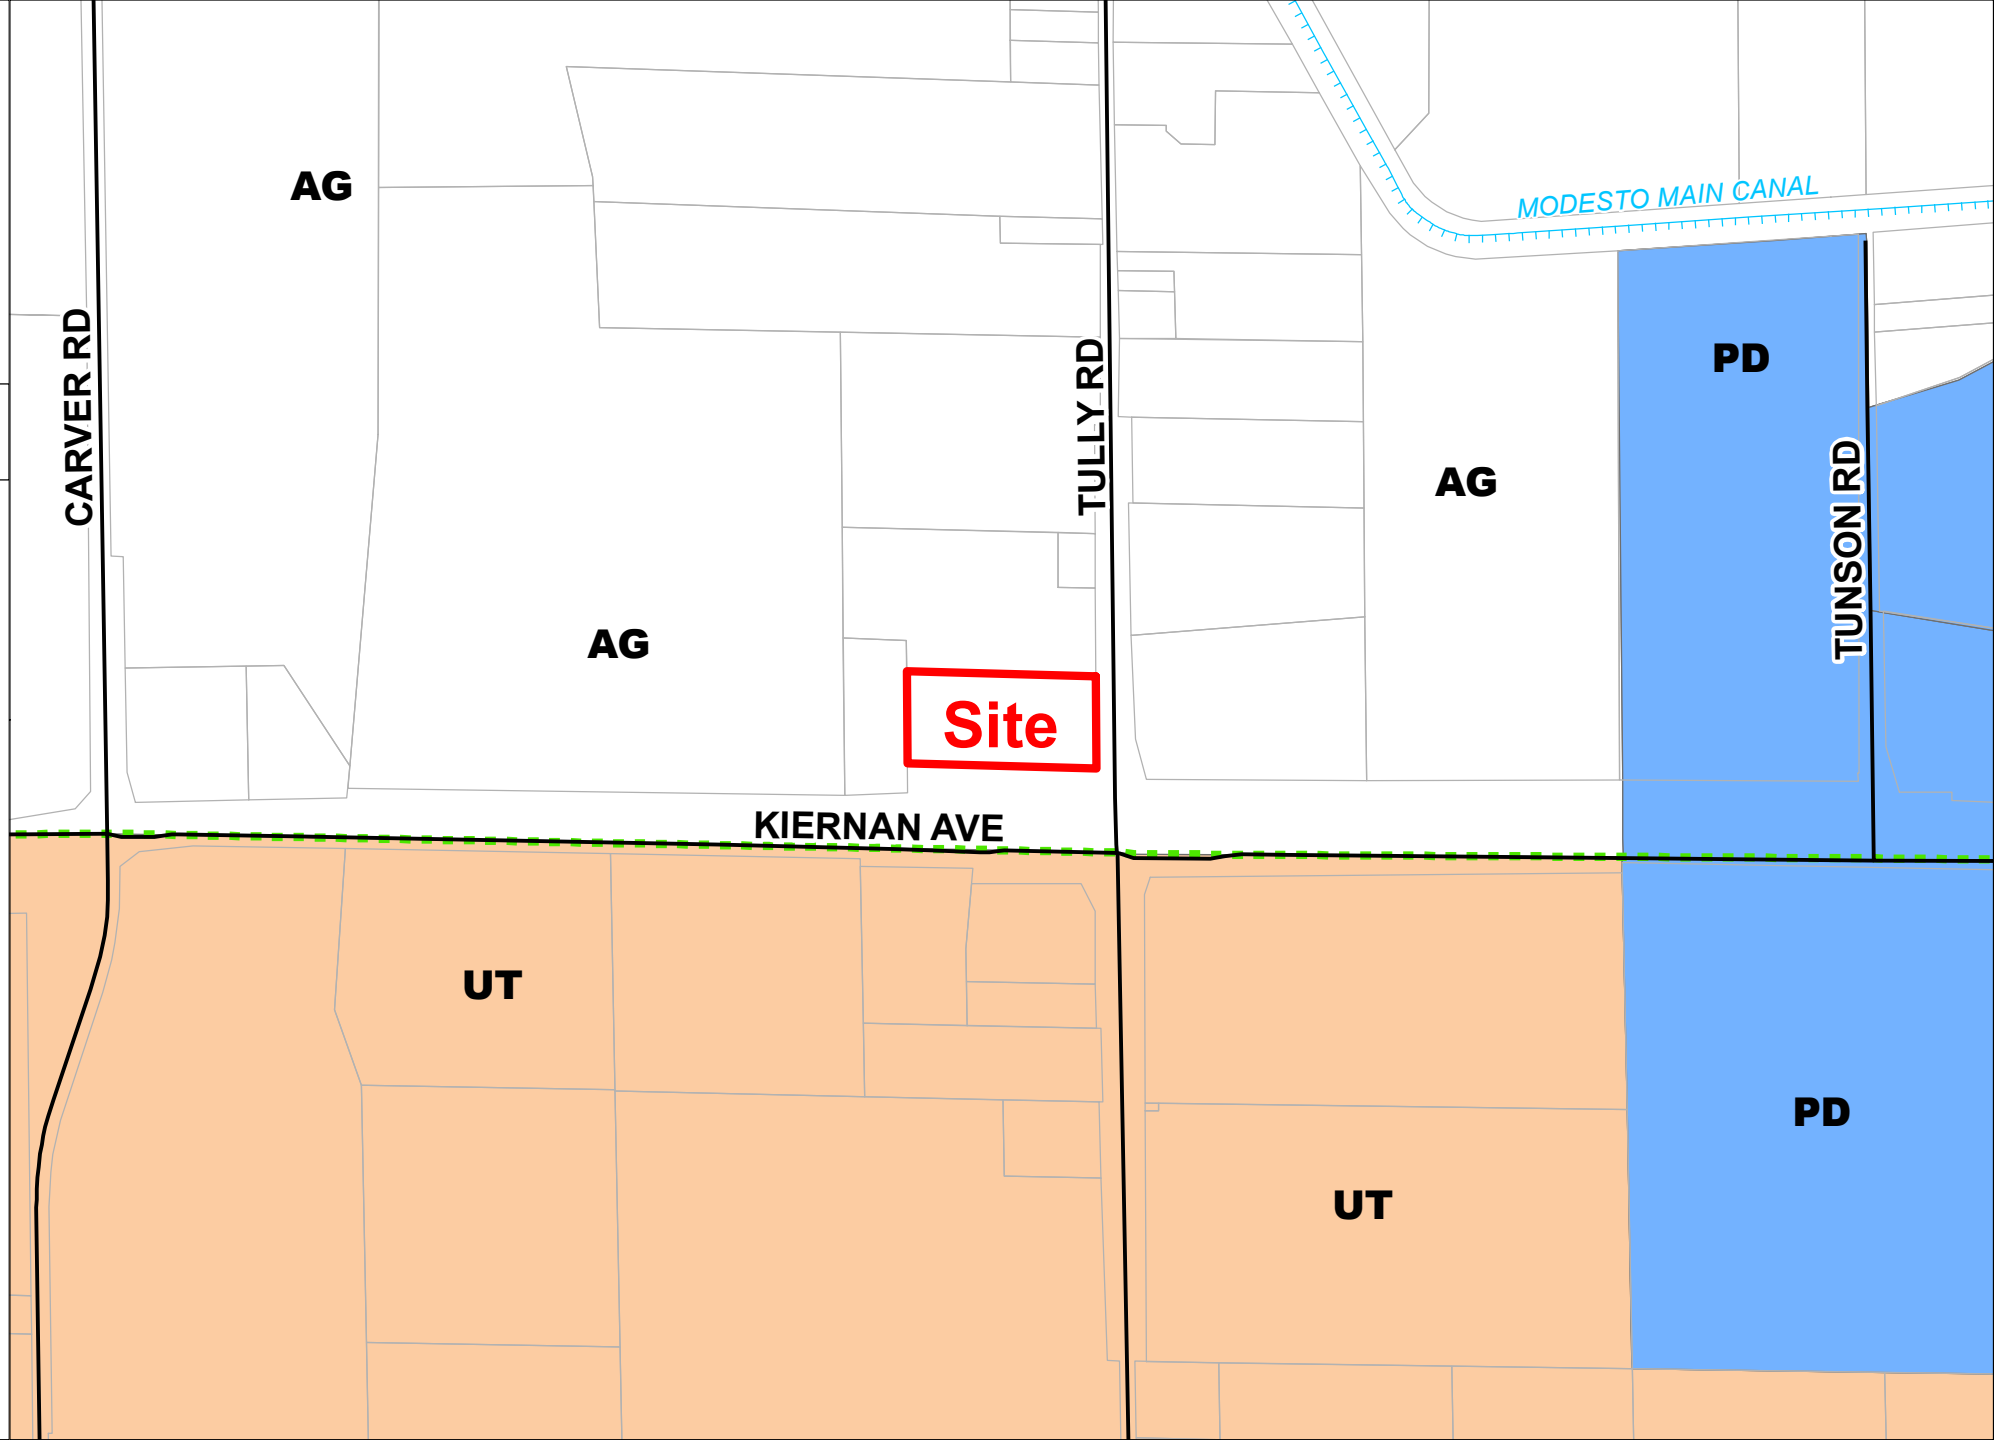 AG
MODESTO MAIN CANAL
CARVER RD
TULLY RD
PD
AG
TUNSON RD
AG
Site
KIERNAN AVE
UT
PD
UT